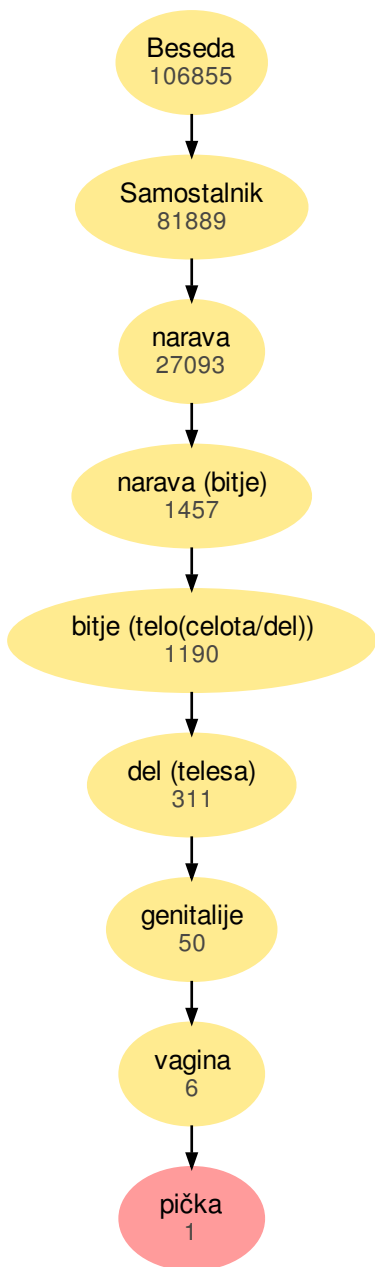 Beseda
106855
Samostalnik
81889
narava
27093
narava (bitje)
1457
bitje (telo(celota/del))
1190
del (telesa)
311
genitalije
50
vagina
6
pička
1